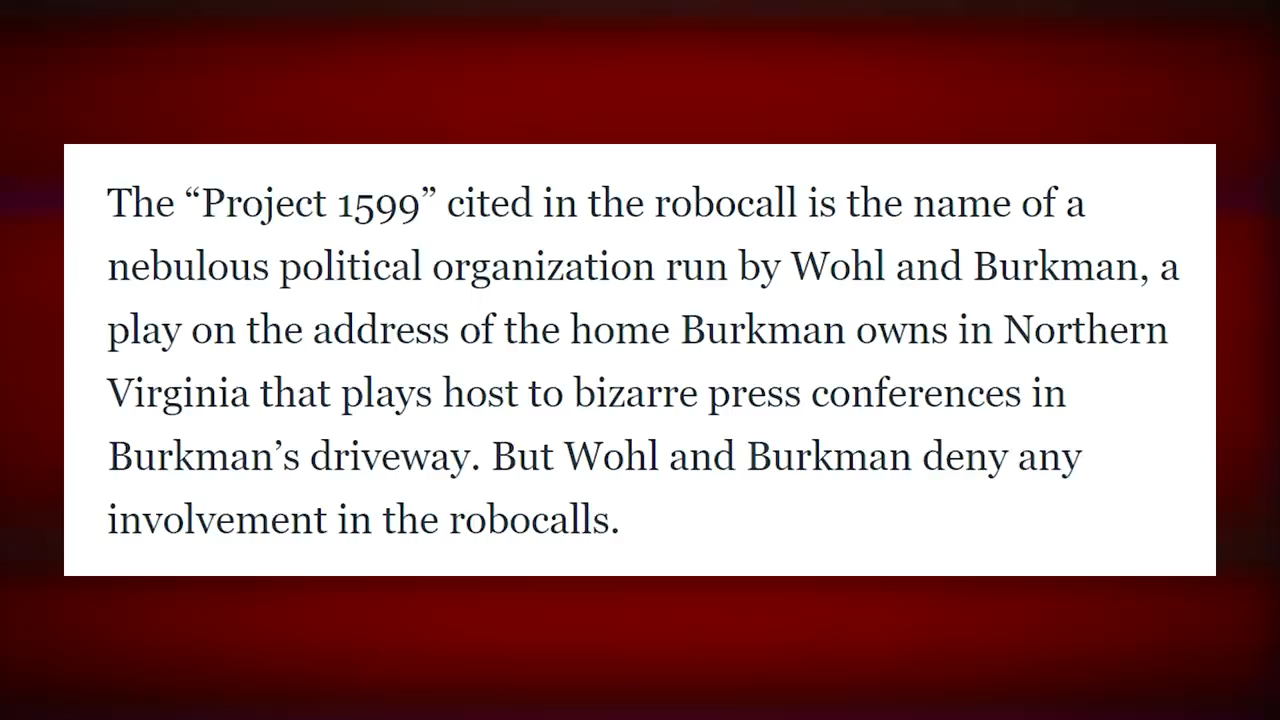 The “Project 1599” cited in the robocall is the name of a
nebulous political organization run by Wohl and Burkman, a
play on the address of the home Burkman owns in Northern
Virginia that plays host to bizarre press conferences in
Burkman’s driveway. But Wohl and Burkman deny any
involvement in the robocalls.